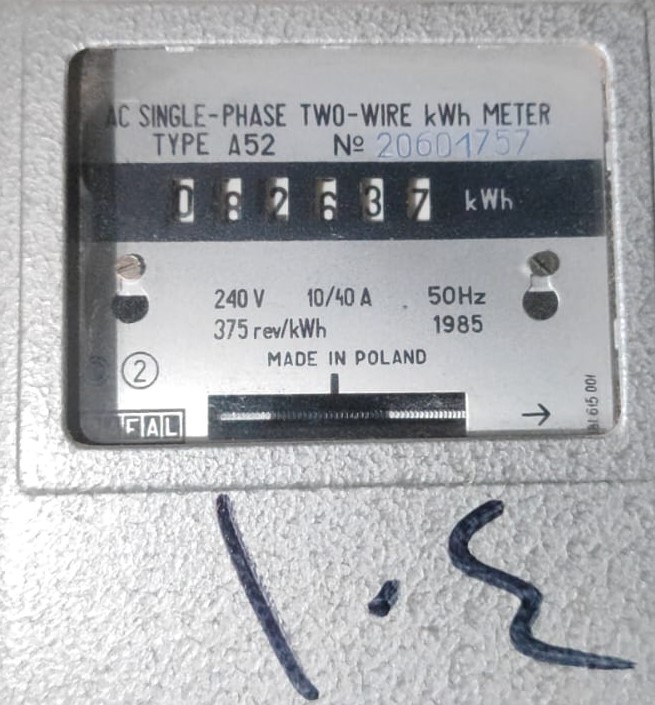 AC SINGLE-PHASE TWO-WIRE kWh METER
TYPE A52 Nº 20601757
082637 kWh
240 V 10/40 A 50Hz
375 rev/kWh 1985
MADE IN POLAND
2